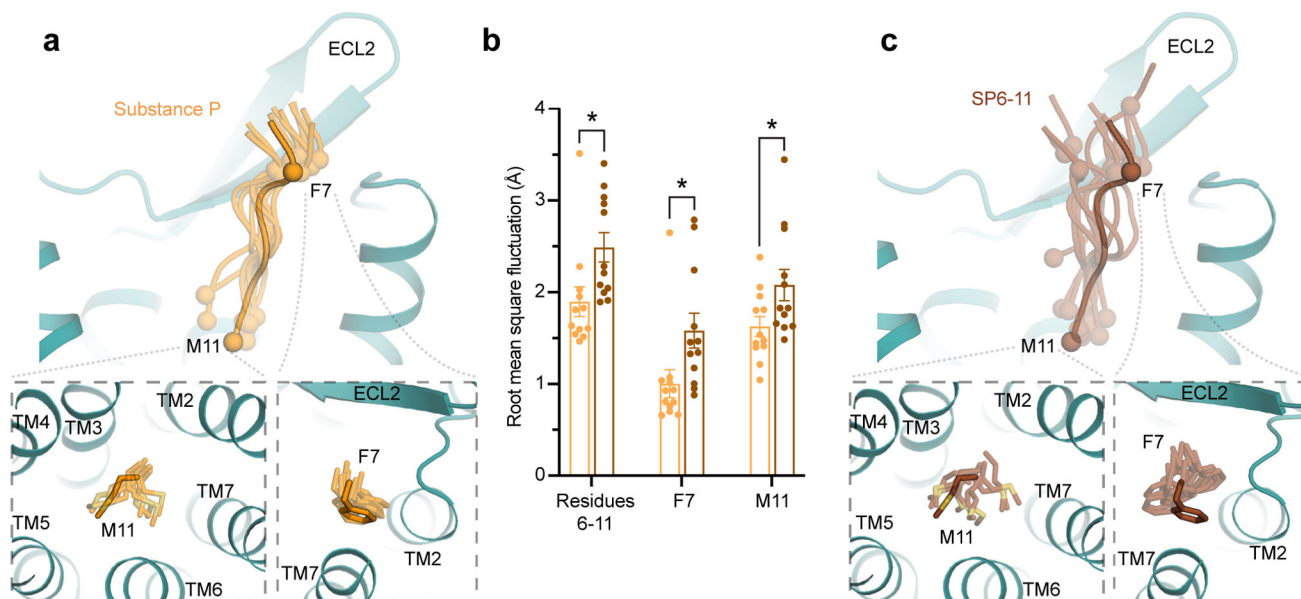 a
ECL2
Substance P
F7
M11
TM2
TM4
TM3
M11
TM7
TM5
TM6
ECL2
F7
TM2
TM7
b
Root mean square fluctuation (Å)
4
3
2
1
0
*
*
*
Residues
6-11
F7
M11
c
ECL2
SP6-11
F7
M11
TM2
TM4
TM3
TM7
TM5
M11
TM6
ECL2
F7
TM2
TM7